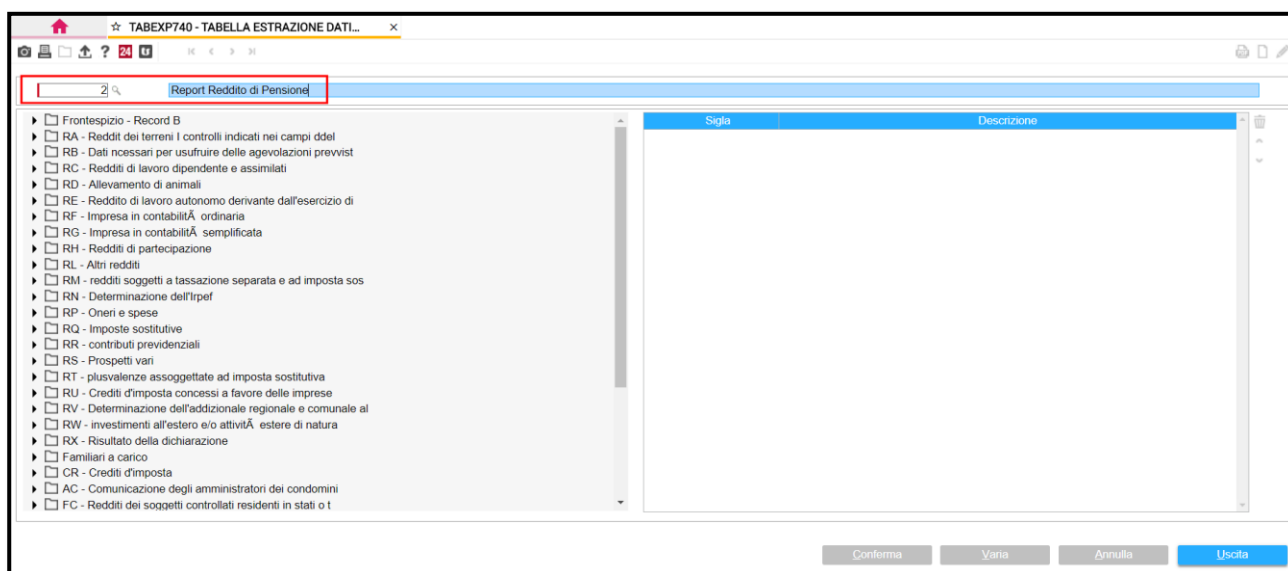 ☆ TABEXP740 - TABELLA ESTRAZIONE DATI... ×
? 24
2 Report Reddito di Pensione
Frontespizio - Record B
RA - Reddit dei terreni I controlli indicati nei campi ddel
RB - Dati ncessari per usufruire delle agevolazioni prevvist
RC - Redditi di lavoro dipendente e assimilati
RD - Allevamento di animali
RE - Reddito di lavoro autonomo derivante dall'esercizio di
RF - Impresa in contabilitÃ ordinaria
RG - Impresa in contabilitÃ semplificata
RH - Redditi di partecipazione
RL - Altri redditi
RM - redditi soggetti a tassazione separata e ad imposta sos
RN - Determinazione dell'Irpef
RP - Oneri e spese
RQ - Imposte sostitutive
RR - contributi previdenziali
RS - Prospetti vari
RT - plusvalenze assoggettate ad imposta sostitutiva
RU - Crediti d'imposta concessi a favore delle imprese
RV - Determinazione dell'addizionale regionale e comunale al
RW - investimenti all'estero e/o attivitÃ estere di natura
RX - Risultato della dichiarazione
Familiari a carico
CR - Crediti d'imposta
AC - Comunicazione degli amministratori dei condomini
FC - Redditi dei soggetti controllati residenti in stati o t
Sigla Descrizione
Conferma Varia Annulla Uscita